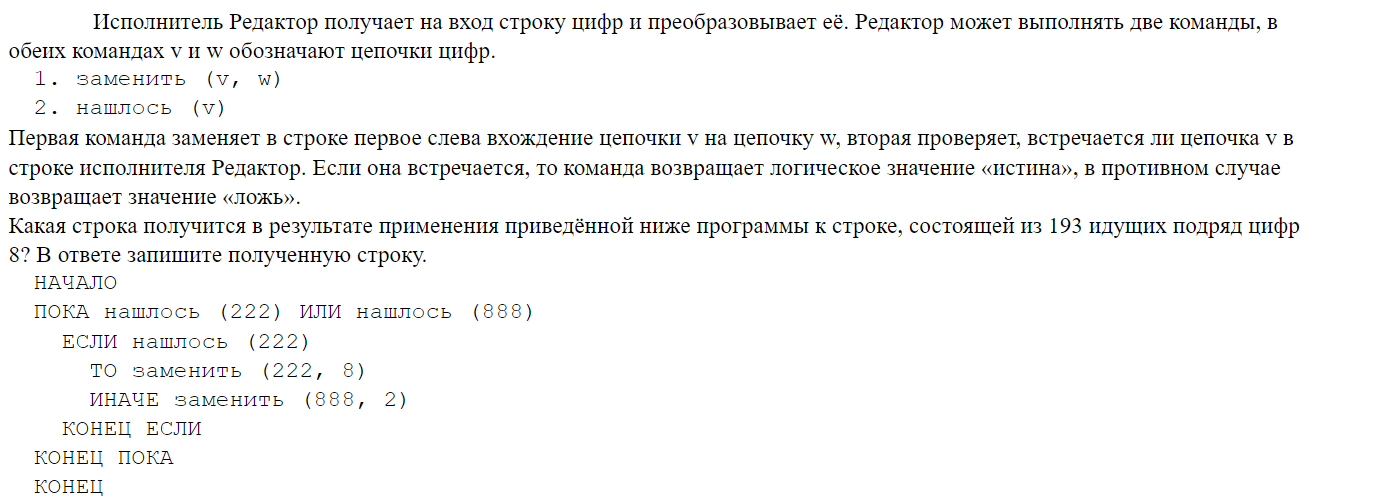 Исполнитель Редактор получает на вход строку цифр и преобразовывает её. Редактор может выполнять две команды, в
обеих командах v и w обозначают цепочки цифр.
1. заменить (v, w)
2. нашлось (v)
Первая команда заменяет в строке первое слева вхождение цепочки v на цепочку w, вторая проверяет, встречается ли цепочка v в
строке исполнителя Редактор. Если она встречается, то команда возвращает логическое значение «истина», в противном случае
возвращает значение «ложь».
Какая строка получится в результате применения приведённой ниже программы к строке, состоящей из 193 идущих подряд цифр
8? В ответе запишите полученную строку.
НАЧАЛО
ПОКА нашлось (222) ИЛИ нашлось (888)
ЕСЛИ нашлось (222)
ТО заменить (222, 8)
ИНАЧЕ заменить (888, 2)
КОНЕЦ ЕСЛИ
КОНЕЦ ПОКА
КОНЕЦ